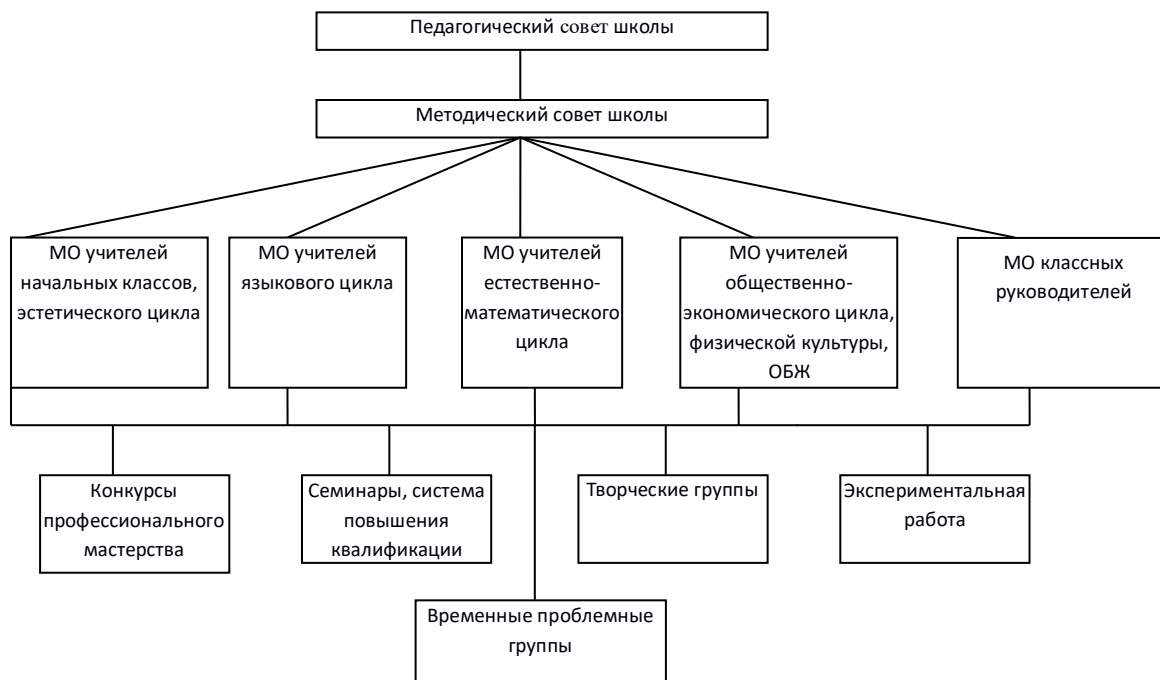 Педагогический совет школы
Методический совет школы
МО учителей
начальных классов,
эстетического цикла
МО учителей
языкового цикла
МО учителей
естественно-
математического
цикла
МО учителей
общественно-
экономического цикла,
физической культуры,
ОБЖ
МО классных
руководителей
Конкурсы
профессионального
мастерства
Семинары, система
повышения
квалификации
Творческие группы
Экспериментальная
работа
Временные проблемные
группы